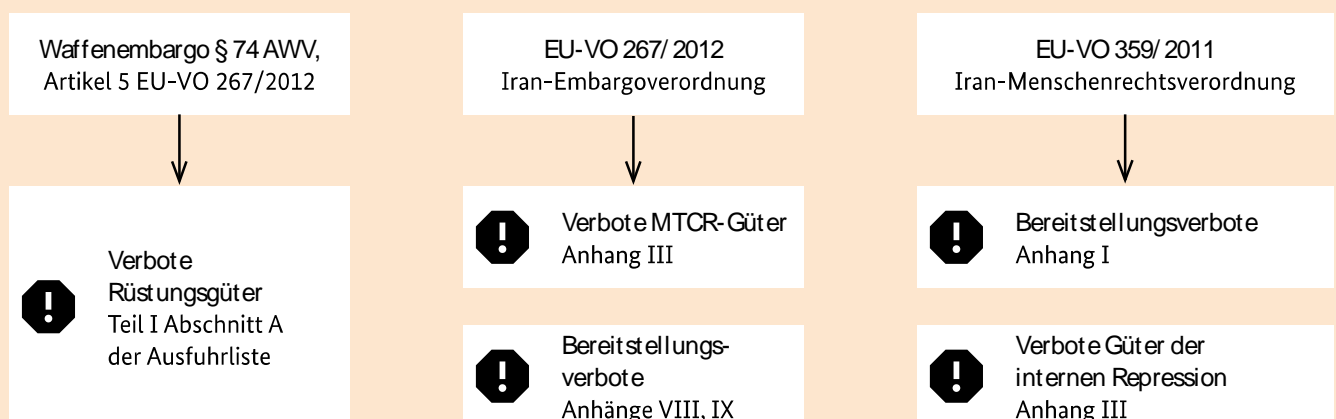 Waffenembargo § 74 AWV,
Artikel 5 EU-VO 267/2012
Verbote
Rüstungsgüter
Teil I Abschnitt A
der Ausfuhrliste
EU-VO 267/2012
Iran-Embargoverordnung
Verbote MTCR-Güter
Anhang III
Bereitstellungs-
verbote
Anhänge VIII, IX
EU-VO 359/2011
Iran-Menschenrechtsverordnung
Bereitstellungsverbote
Anhang I
Verbote Güter der
internen Repression
Anhang III